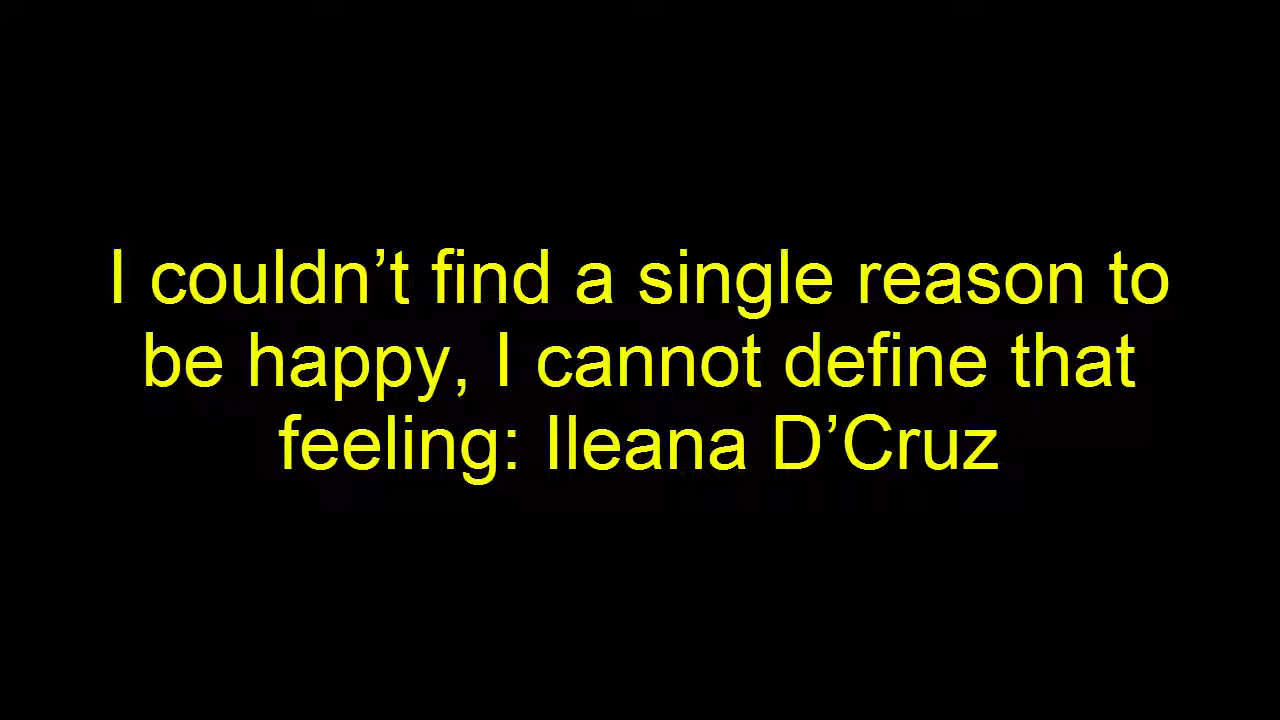 I couldn’t find a single reason to
be happy, I cannot define that
feeling: Ileana D’Cruz